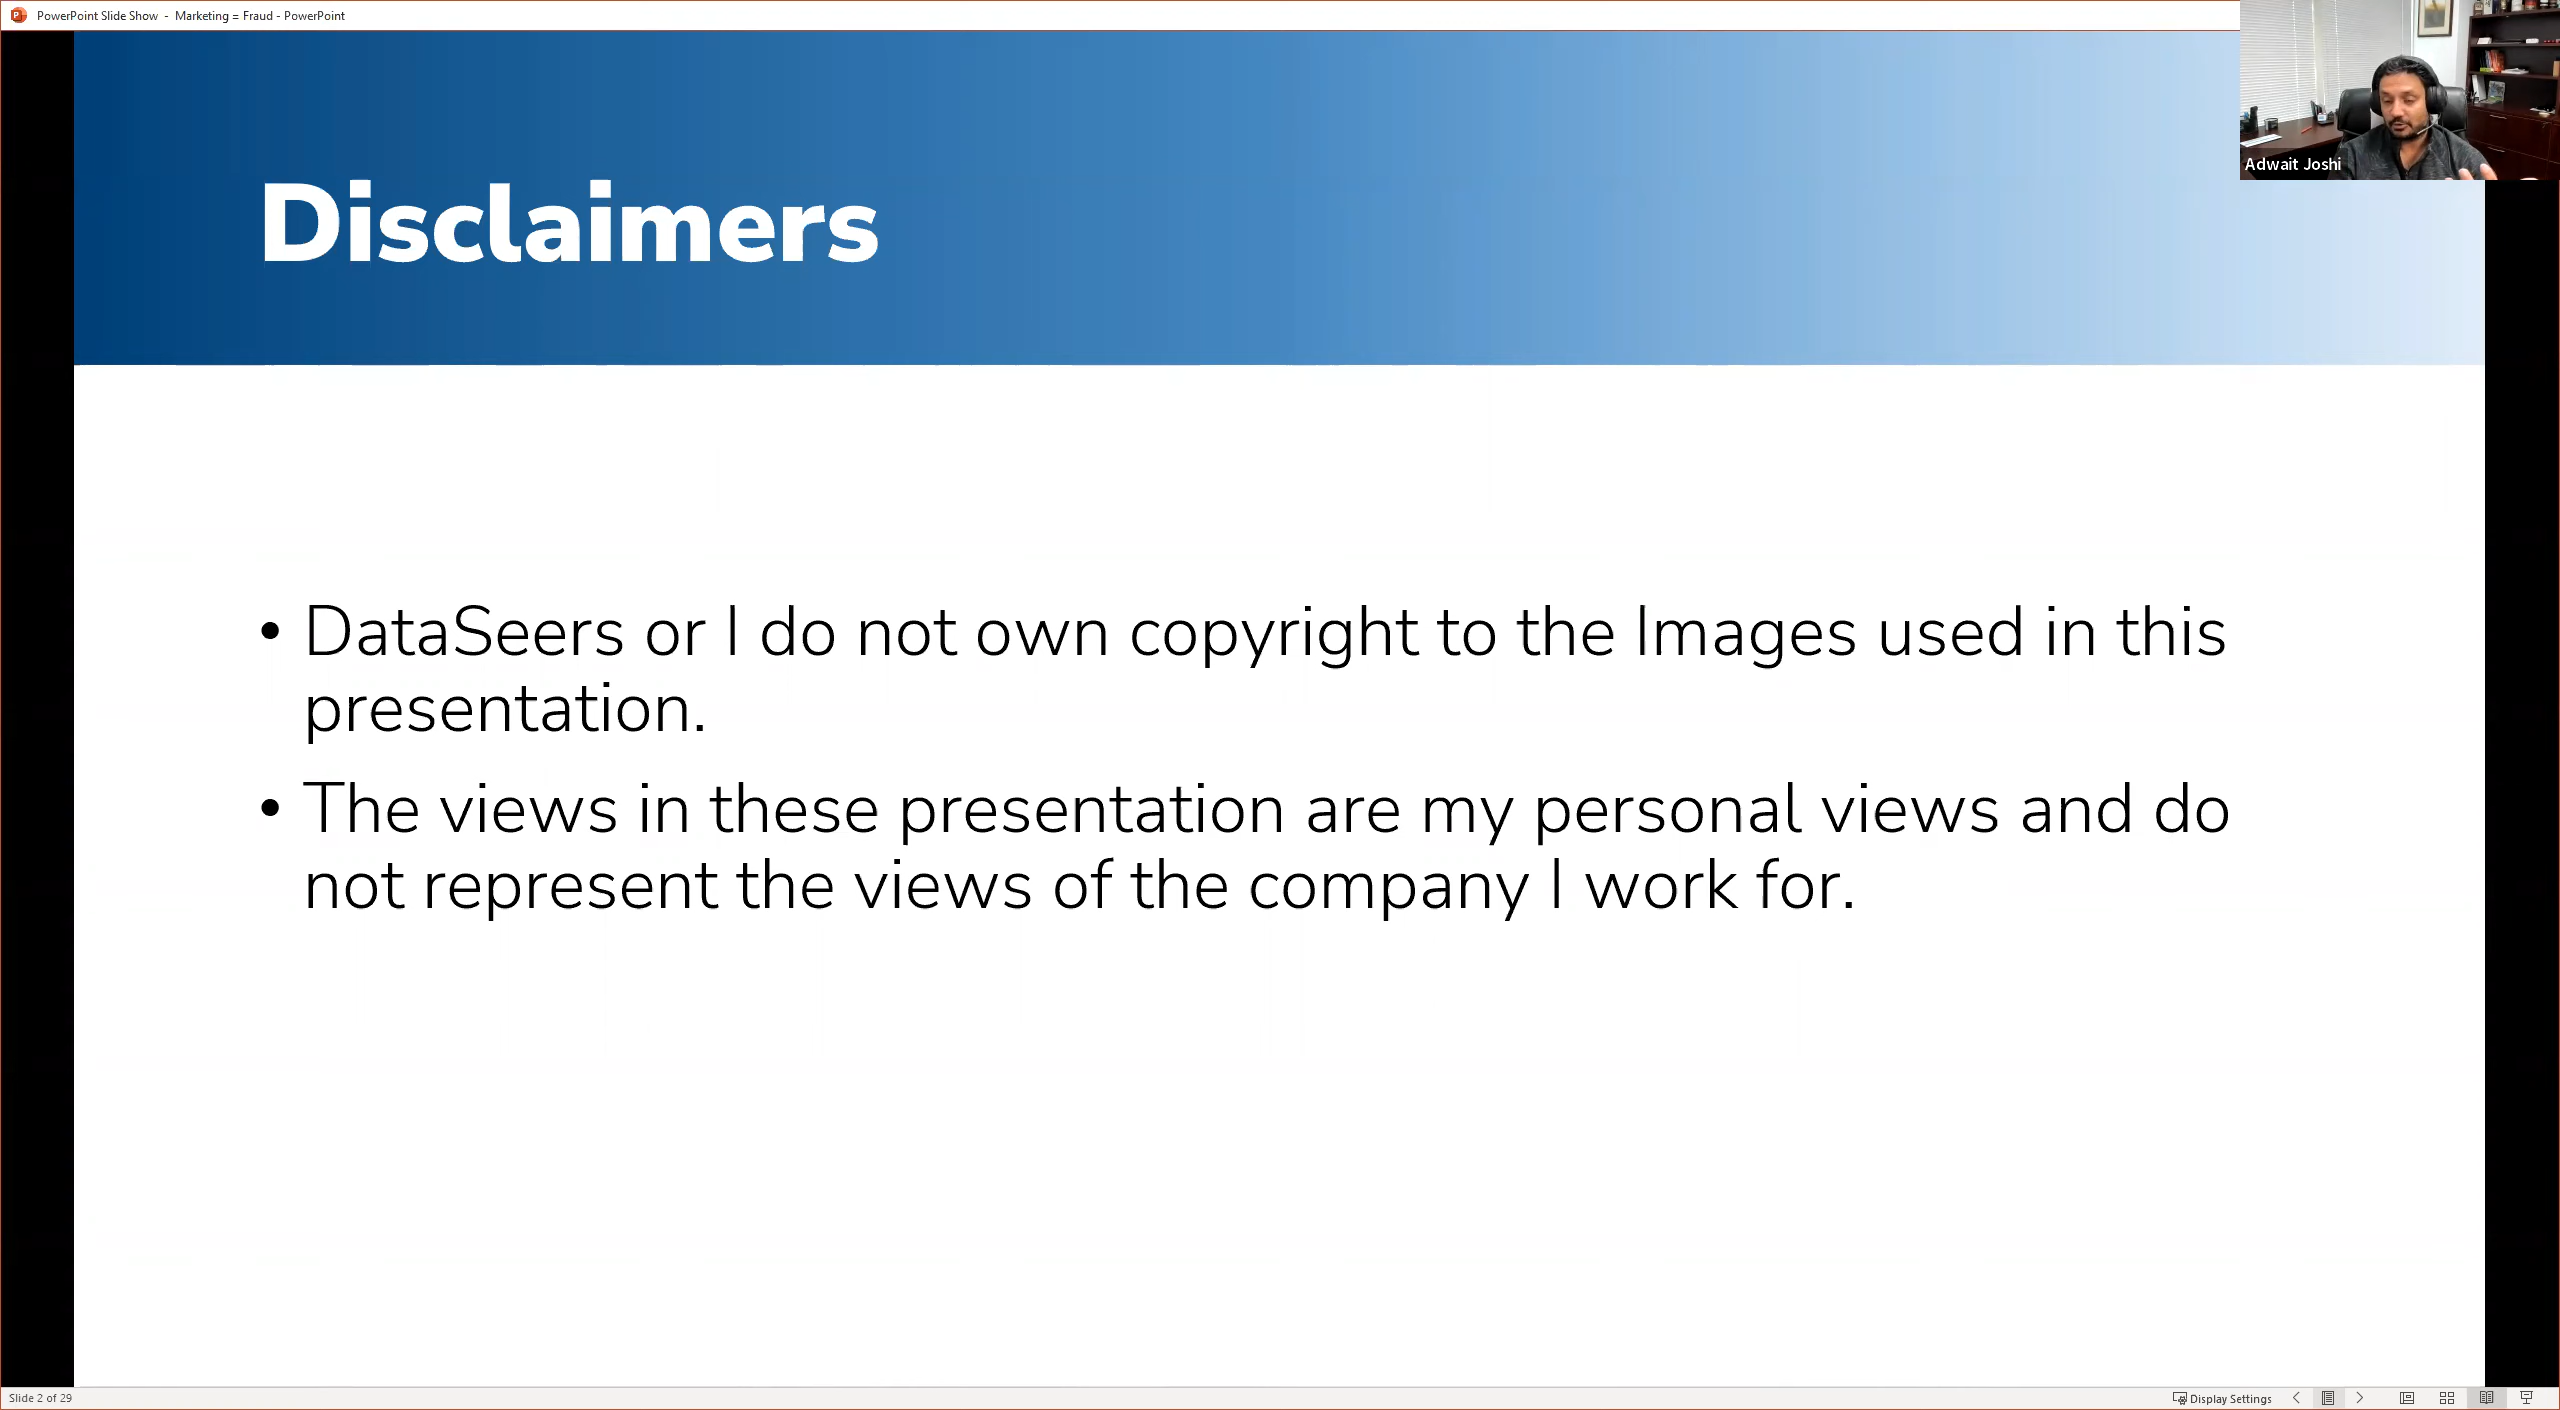 PowerPoint Slide Show - Marketing = Fraud - PowerPoint
Adwait Joshi
Disclaimers
• DataSeers or I do not own copyright to the Images used in this
presentation.
• The views in these presentation are my personal views and do
not represent the views of the company I work for.
Slide 2 of 29
Display Settings